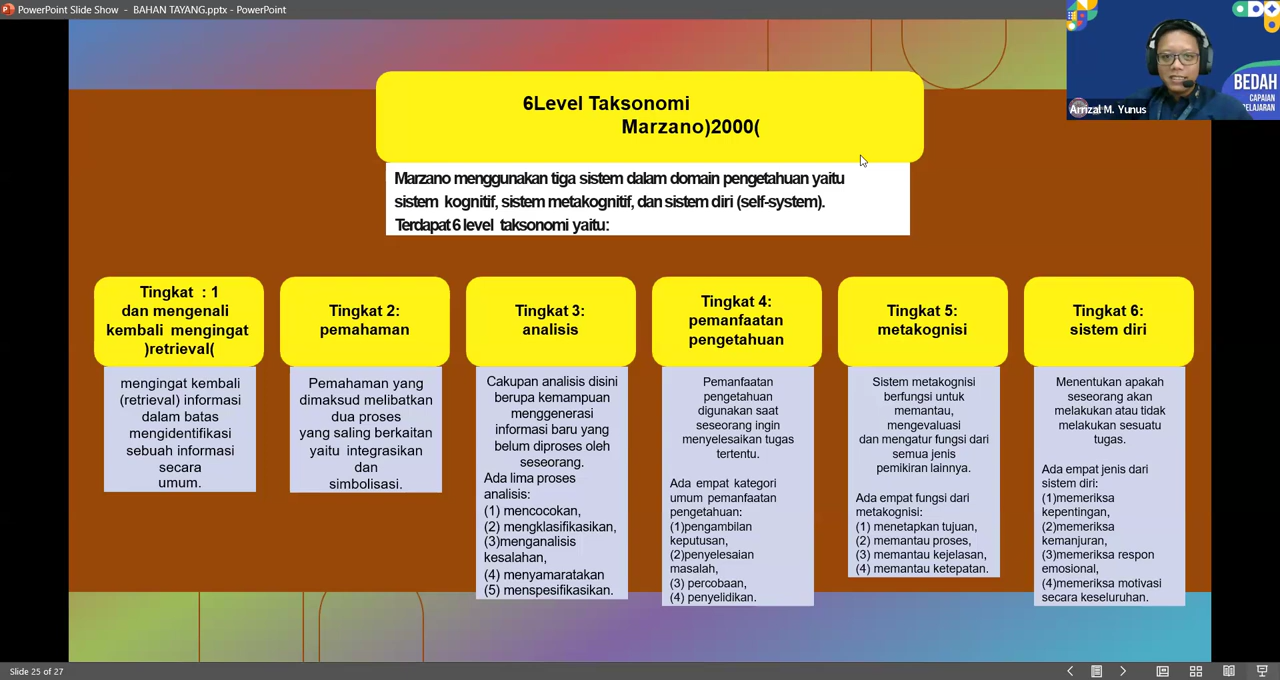 PowerPoint Slide Show - BAHAN TAYANG.pptx - PowerPoint
BEDAH
CAPAIAN
Arrizal M. Yunus
6Level Taksonomi
Marzano)2000(
Marzano menggunakan tiga sistem dalam domain pengetahuan yaitu
sistem kognitif, sistem metakognitif, dan sistem diri (self-system).
Terdapat 6 level taksonomi yaitu:
Tingkat : 1
dan mengenali
kembali mengingat
)retrieval(
mengingat kembali
(retrieval) informasi
dalam batas
mengidentifikasi
sebuah informasi
secara
umum.
Tingkat 2:
pemahaman
Pemahaman yang
dimaksud melibatkan
dua proses
yang saling berkaitan
yaitu integrasikan
dan
simbolisasi.
Tingkat 3:
analisis
Cakupan analisis disini
berupa kemampuan
menggenerasi
informasi baru yang
belum diproses oleh
seseorang.
Ada lima proses
analisis:
(1) mencocokan,
(2) mengklasifikasikan,
(3)menganalisis
kesalahan,
(4) menyamaratakan
(5) menspesifikasikan.
Tingkat 4:
pemanfaatan
pengetahuan
Pemanfaatan
pengetahuan
digunakan saat
seseorang ingin
menyelesaikan tugas
tertentu.
Ada empat kategori
umum pemanfaatan
pengetahuan:
(1)pengambilan
keputusan,
(2)penyelesaian
masalah,
(3) percobaan,
(4) penyelidikan.
Tingkat 5:
metakognisi
Sistem metakognisi
berfungsi untuk
memantau,
mengevaluasi
dan mengatur fungsi dari
semua jenis
pemikiran lainnya.
Ada empat fungsi dari
metakognisi:
(1) menetapkan tujuan,
(2) memantau proses,
(3) memantau kejelasan,
(4) memantau ketepatan.
Tingkat 6:
sistem diri
Menentukan apakah
seseorang akan
melakukan atau tidak
melakukan sesuatu
tugas.
Ada empat jenis dari
sistem diri:
(1)memeriksa
kepentingan,
(2)memeriksa
kemanjuran,
(3)memeriksa respon
emosional,
(4)memeriksa motivasi
secara keseluruhan.
Slide 25 of 27